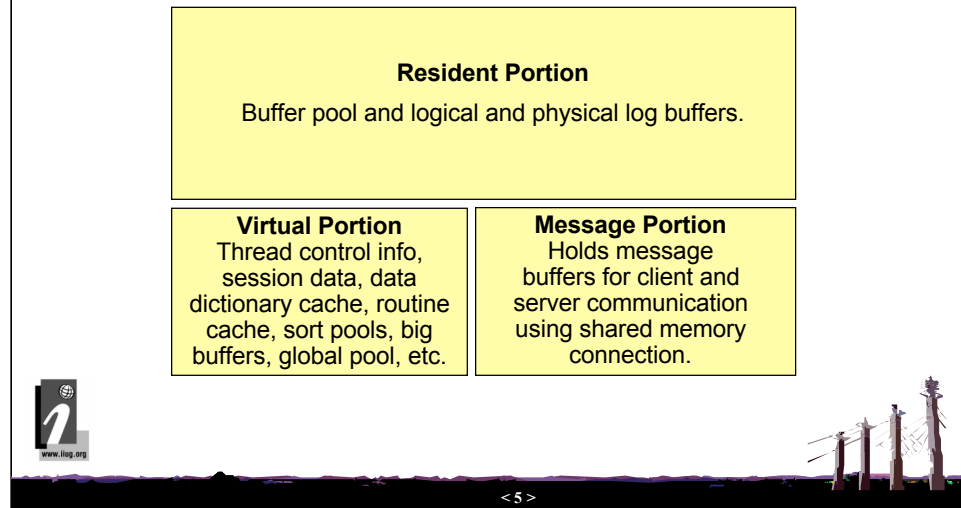 Resident Portion
Buffer pool and logical and physical log buffers.
Virtual Portion
Thread control info,
session data, data
dictionary cache, routine
cache, sort pools, big
buffers, global pool, etc.
Message Portion
Holds message
buffers for client and
server communication
using shared memory
connection.
www.iiug.org
< 5 >